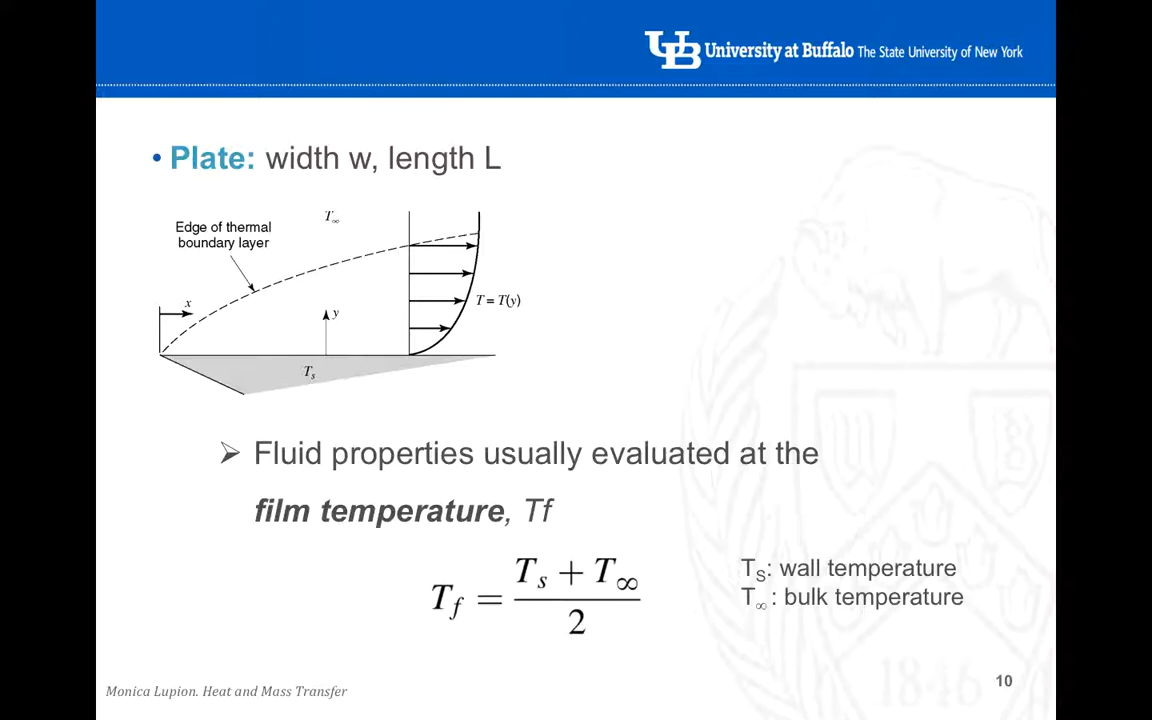 UB University at Buffalo The State University of New York
• Plate: width w, length L
T∞
Edge of thermal
boundary layer
x
y
T = T(y)
Ts
➢ Fluid properties usually evaluated at the
film temperature, Tf
Tf = (Ts + T∞) / 2
TS: wall temperature
T∞ : bulk temperature
1846
Monica Lupion. Heat and Mass Transfer
10